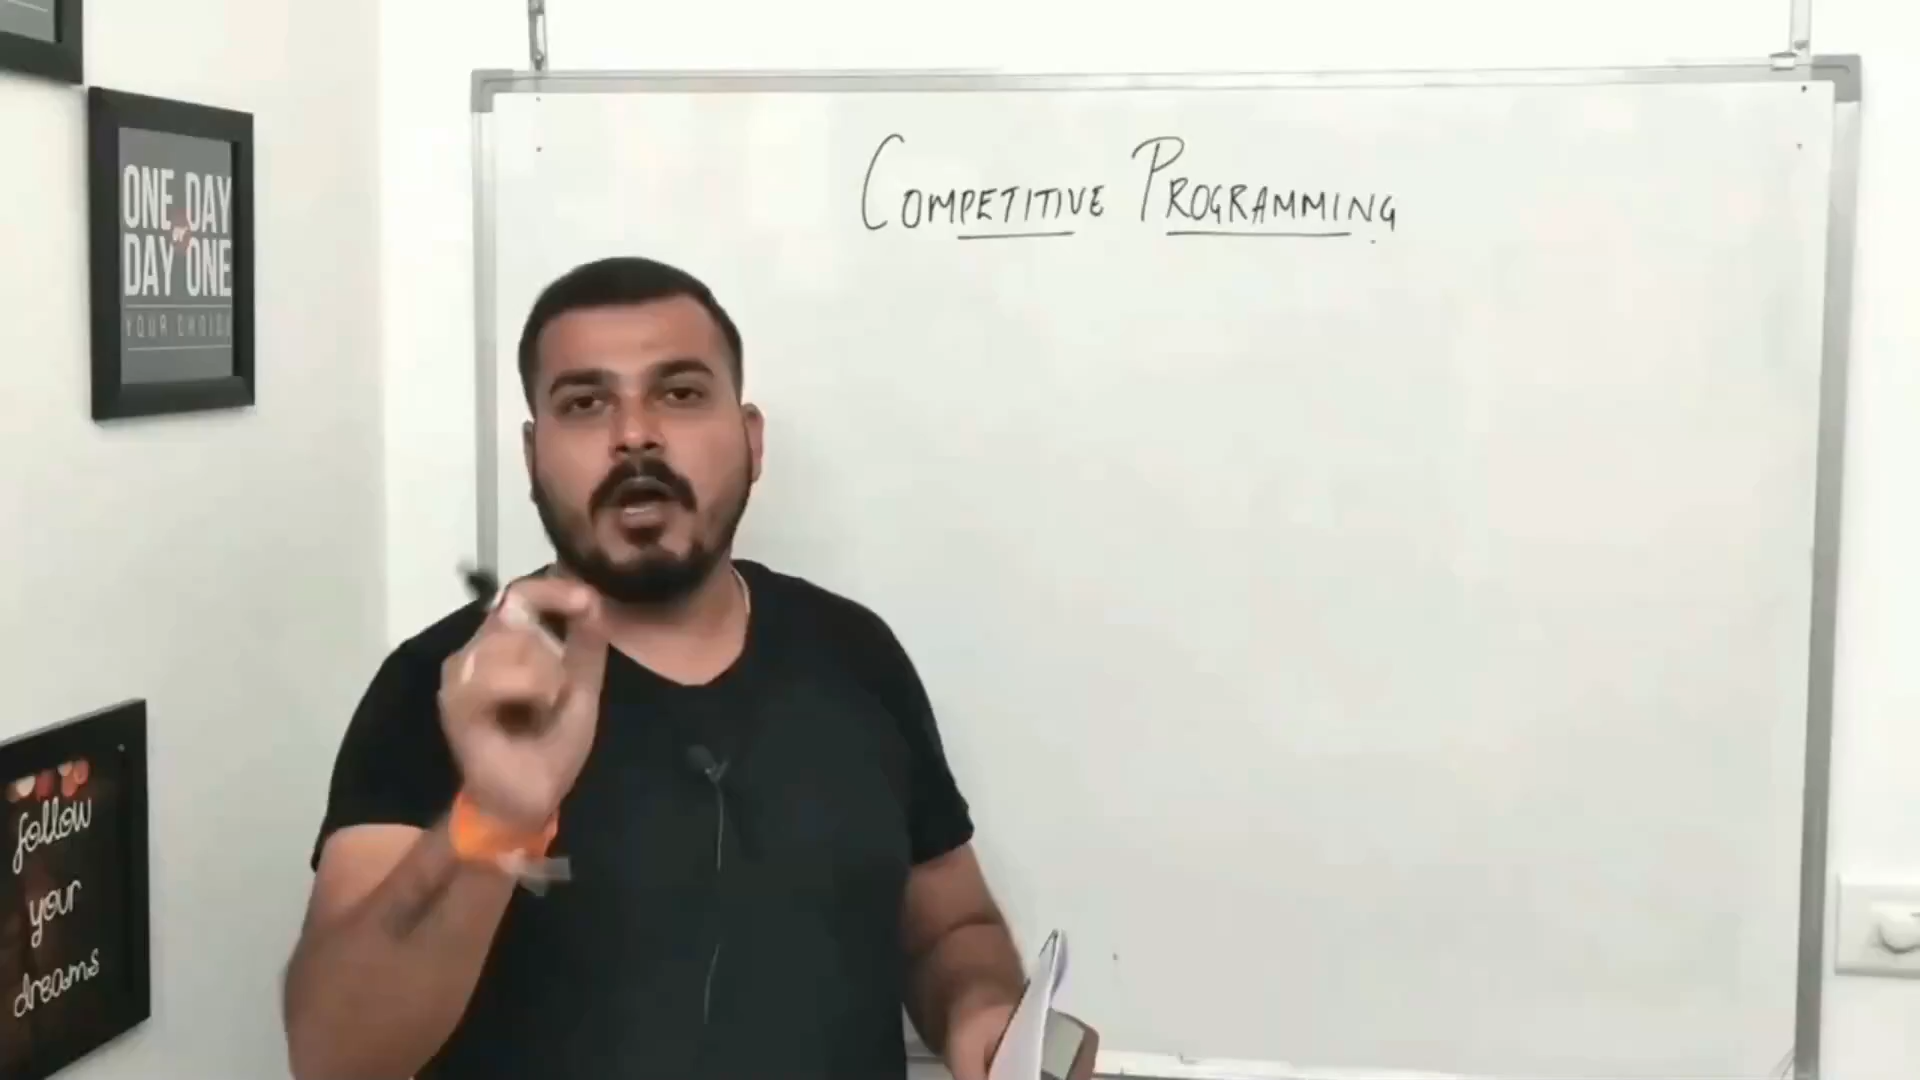 COMPETITIVE PROGRAMMING
ONE DAY
or
DAY ONE
YOUR CHOICE
follow
your
dreams